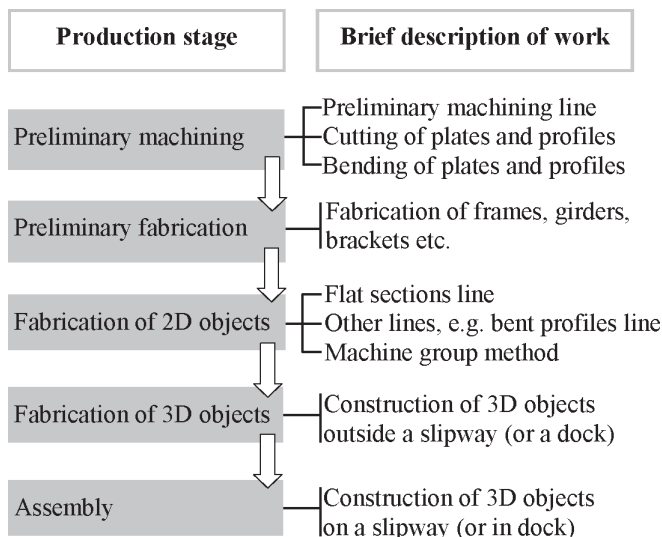 Production stage
Brief description of work
Preliminary machining
Preliminary machining line
Cutting of plates and profiles
Bending of plates and profiles
Preliminary fabrication
Fabrication of frames, girders,
brackets etc.
Fabrication of 2D objects
Flat sections line
Other lines, e.g. bent profiles line
Machine group method
Fabrication of 3D objects
Construction of 3D objects
outside a slipway (or a dock)
Assembly
Construction of 3D objects
on a slipway (or in dock)